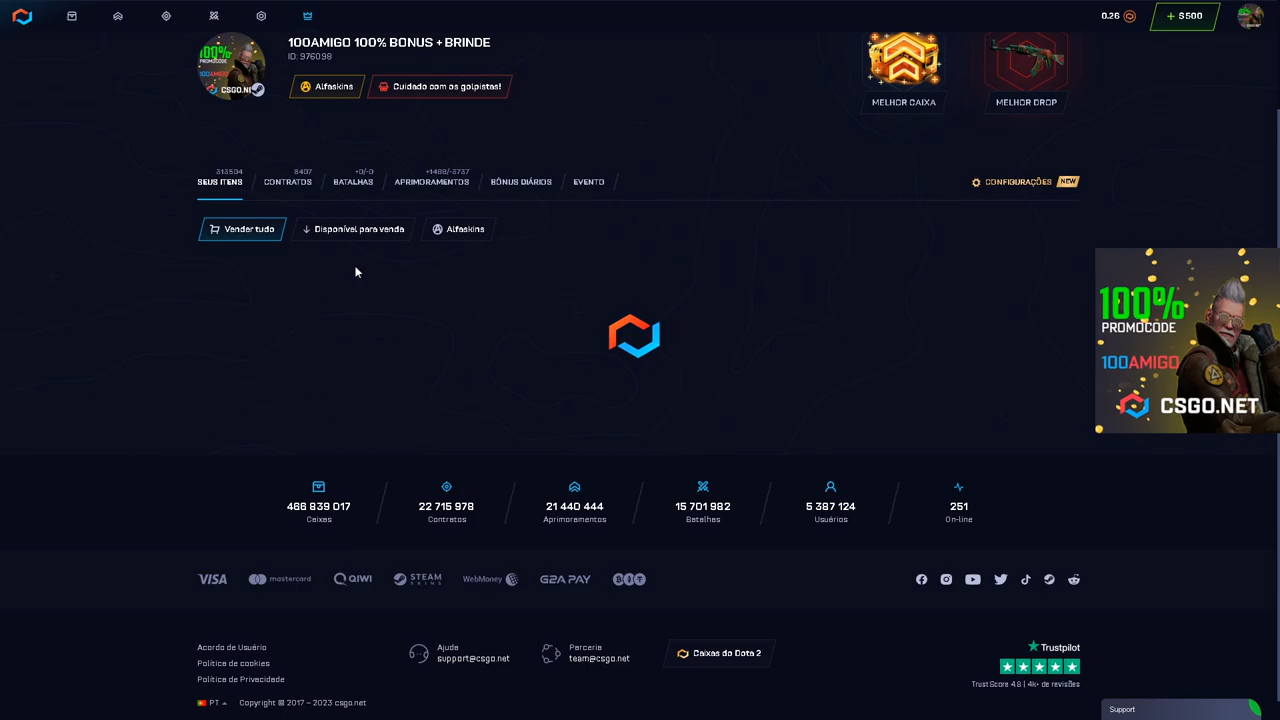 0.26
+ $500
100AMIGO 100% BONUS + BRINDE
ID: 976098
Alfaskins
Cuidado com os golpistas!
MELHOR CAIXA
MELHOR DROP
100%
PROMOCODE
100AMIGO
CSGO.NET
313504
SEUS ITENS
8407
CONTRATOS
+0/-0
BATALHAS
+1488/-3737
APRIMORAMENTOS
BÔNUS DIÁRIOS
EVENTO
CONFIGURAÇÕES NEW
Vender tudo
Disponível para venda
Alfaskins
100%
PROMOCODE
100AMIGO
CSGO.NET
466 839 017
Caixas
22 715 978
Contratos
21 440 444
Aprimoramentos
15 701 982
Batalhas
5 387 124
Usuários
251
On-line
VISA
mastercard
QIWI
STEAM
SKINS
WebMoney
G2A PAY
BIT
Acordo de Usuário
Política de cookies
Política de Privacidade
Ajuda
support@csgo.net
Parceria
team@csgo.net
Caixas do Dota 2
Trustpilot
TrustScore 4.8 | 4k+ de revisões
PT
Copyright © 2017 – 2023 csgo.net
Support